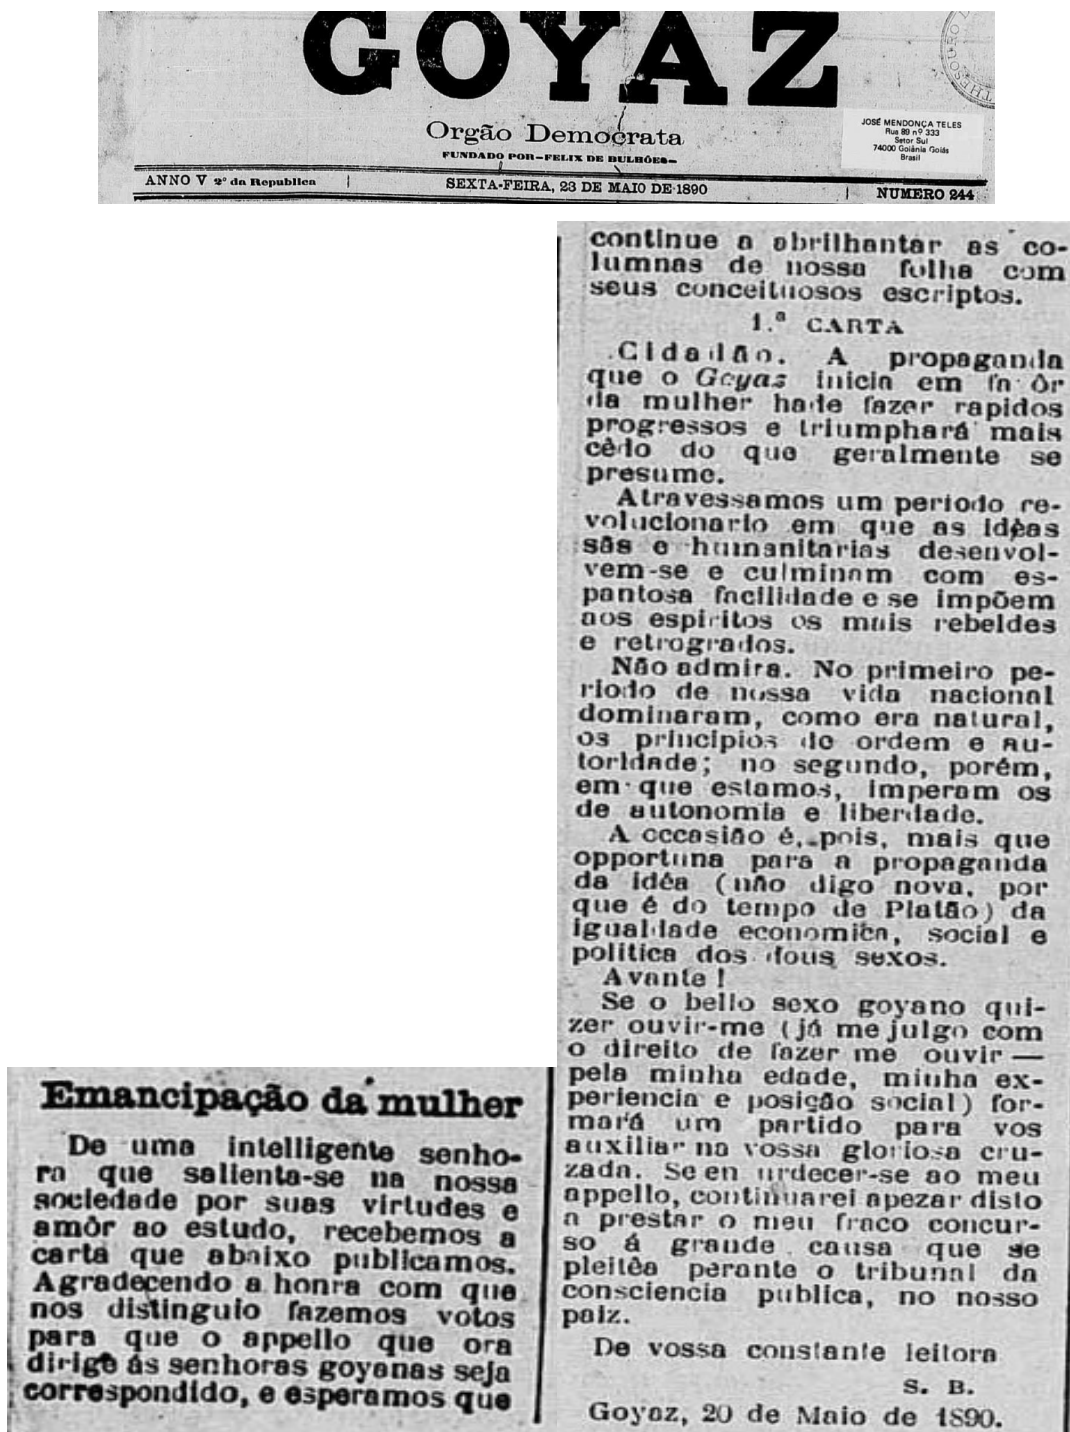 GOYAZ
Orgão Democrata
FUNDADO POR—FELIX DE BULHÕES—
THESOURO
JOSÉ MENDONÇA TELES
Rua 89 nº 333
Setor Sul
74000 Goiânia Goiás
Brasil
ANNO V 2º da Republica
SEXTA-FEIRA, 23 DE MAIO DE 1890
NUMERO 244
Emancipação da mulher
De uma intelligente senho-
ra que salienta-se na nossa
sociedade por suas virtudes e
amôr ao estudo, recebemos a
carta que abaixo publicamos.
Agradecendo a honra com que
nos distinguio fazemos votos
para que o appello que ora
dirige ás senhoras goyanas seja
correspondido, e esperamos que
continue a abrilhantar as co-
lumnas de nossa folha com
seus conceituosos escriptos.
1.ª CARTA
Cidadão. A propaganda
que o Goyaz inicia em fa ôr
da mulher hade fazer rapidos
progressos e triumphará mais
cêdo do que geralmente se
presume.
Atravessamos um periodo re-
volucionario em que as idêas
sãs e humanitarias desenvol-
vem-se e culminam com es-
pantosa facilidade e se impõem
aos espiritos os mais rebeldes
e retrogrados.
Não admira. No primeiro pe-
riodo de nossa vida nacional
dominaram, como era natural,
os principios de ordem e au-
toridade; no segundo, porém,
em que estamos, imperam os
de autonomia e liberdade.
A occasião é, pois, mais que
opportuna para a propaganda
da idêa (não digo nova, por
que é do tempo de Platão) da
igualdade economica, social e
politica dos dous sexos.
Avante!
Se o bello sexo goyano qui-
zer ouvir-me (já me julgo com
o direito de fazer me ouvir —
pela minha edade, minha ex-
periencia e posição social) for-
mará um partido para vos
auxiliar na vossa gloriosa cru-
zada. Se en urdecer-se ao meu
appello, continuarei apezar disto
a prestar o meu fraco concur-
so á grande causa que se
pleitêa perante o tribunal da
consciencia publica, no nosso
paiz.
De vossa constante leitora
S. B.
Goyaz, 20 de Maio de 1890.